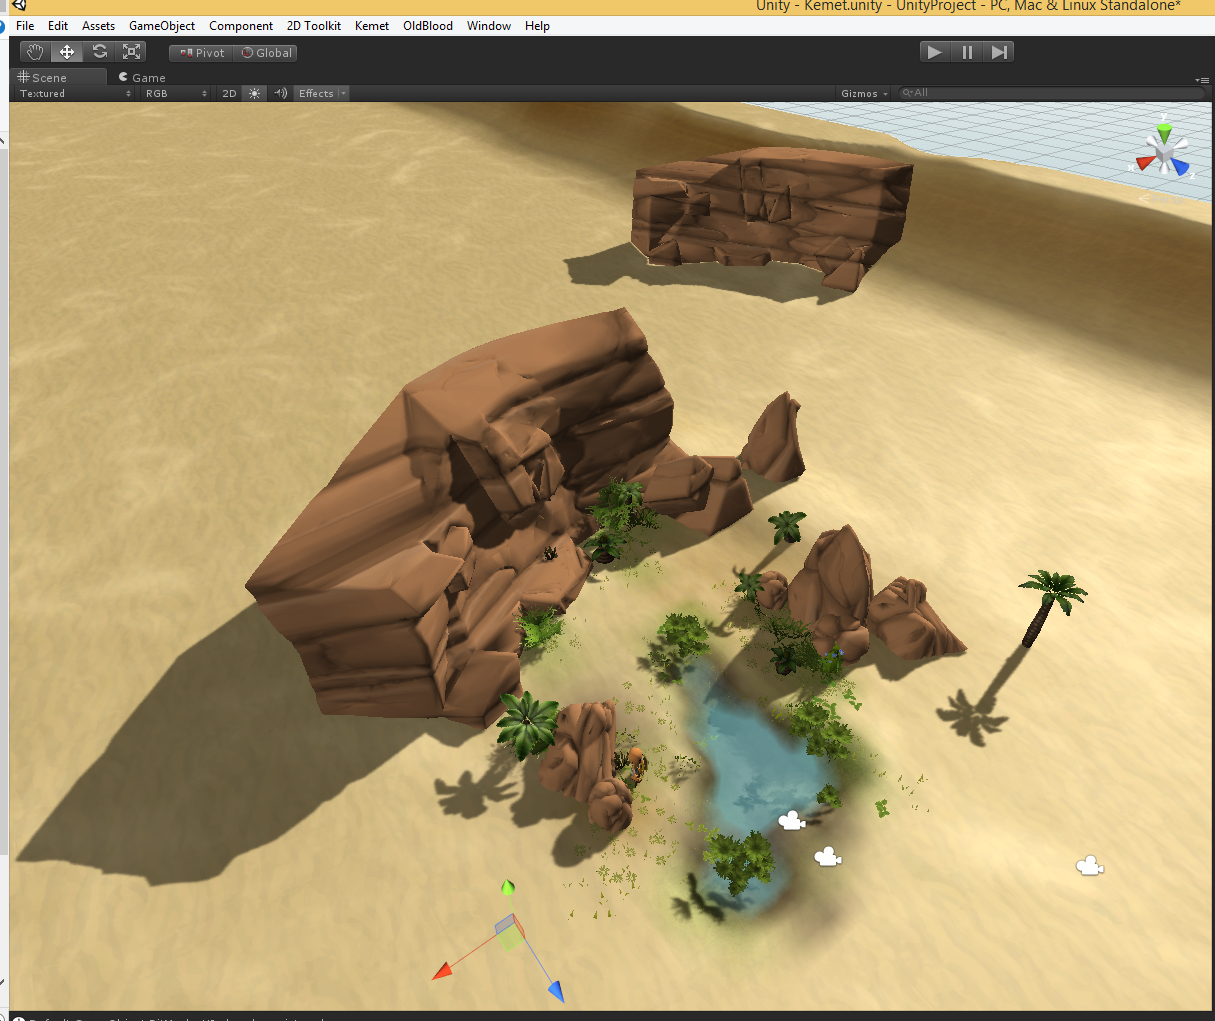 Unity - Kemet.unity - UnityProject - PC, Mac & Linux Standalone*
File Edit Assets GameObject Component 2D Toolkit Kemet OldBlood Window Help
Pivot Global
Scene Game
Textured RGB 2D Effects Gizmos All
y
x
z